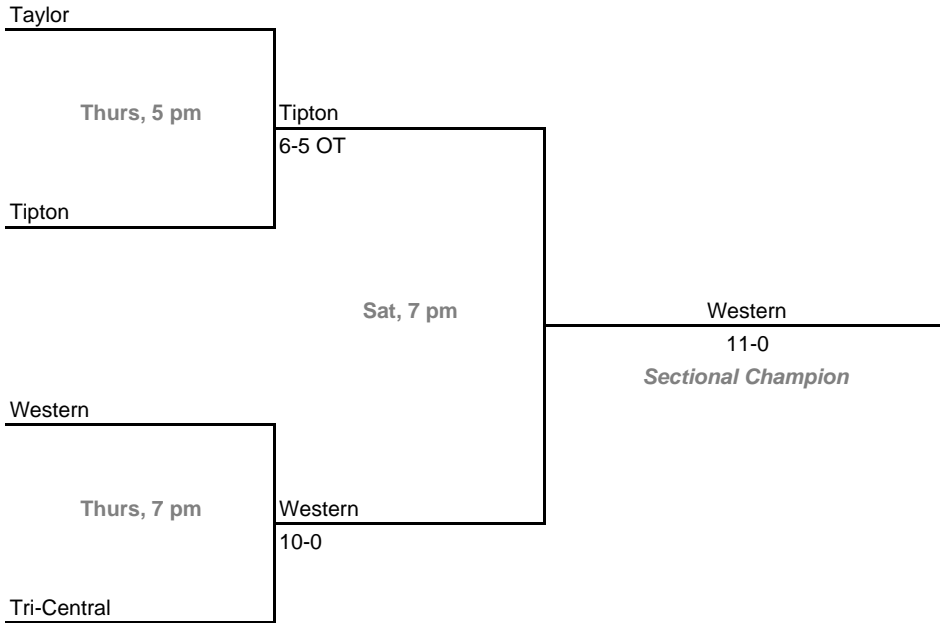 Taylor
Thurs, 5 pm
Tipton
6-5 OT
Tipton
Sat, 7 pm
Western
11-0
Sectional Champion
Western
Thurs, 7 pm
Western
10-0
Tri-Central